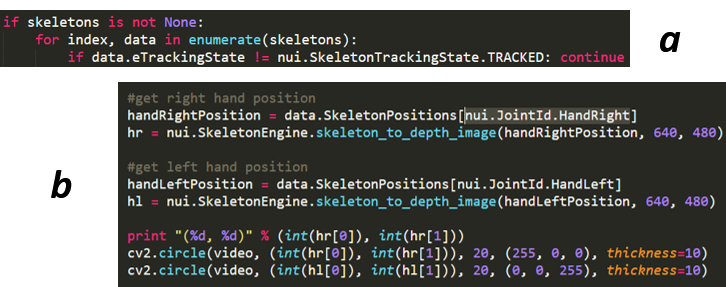 if skeletons is not None:
for index, data in enumerate(skeletons):
if data.eTrackingState != nui.SkeletonTrackingState.TRACKED: continue
a
#get right hand position
handRightPosition = data.SkeletonPositions[nui.JointId.HandRight]
hr = nui.SkeletonEngine.skeleton_to_depth_image(handRightPosition, 640, 480)
#get left hand position
handLeftPosition = data.SkeletonPositions[nui.JointId.HandLeft]
hl = nui.SkeletonEngine.skeleton_to_depth_image(handLeftPosition, 640, 480)
b
print "(%d, %d)" % (int(hr[0]), int(hr[1]))
cv2.circle(video, (int(hr[0]), int(hr[1])), 20, (255, 0, 0), thickness=10)
cv2.circle(video, (int(hl[0]), int(hl[1])), 20, (0, 0, 255), thickness=10)